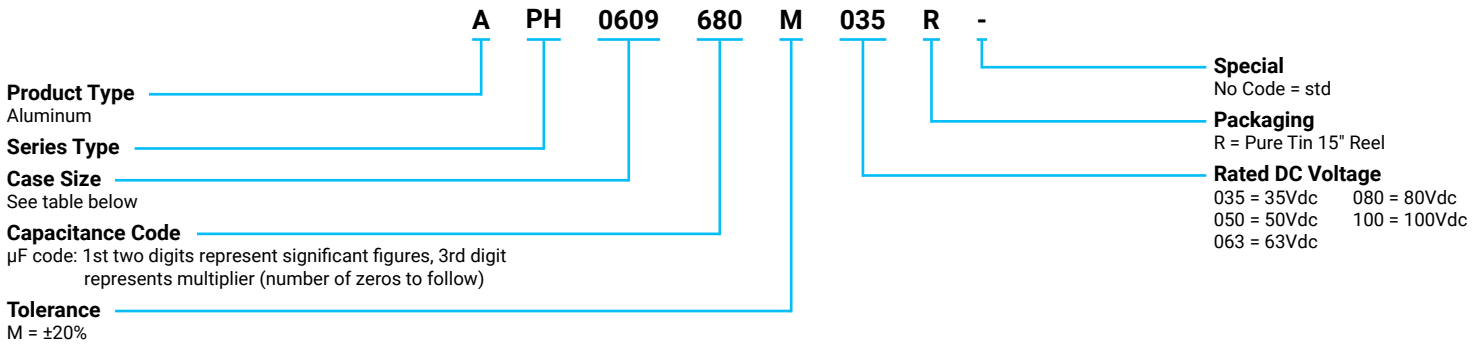 A PH 0609 680 M 035 R -
Product Type
Aluminum
Series Type
Case Size
See table below
Capacitance Code
µF code: 1st two digits represent significant figures, 3rd digit
represents multiplier (number of zeros to follow)
Tolerance
M = ±20%
Special
No Code = std
Packaging
R = Pure Tin 15" Reel
Rated DC Voltage
035 = 35Vdc 080 = 80Vdc
050 = 50Vdc 100 = 100Vdc
063 = 63Vdc